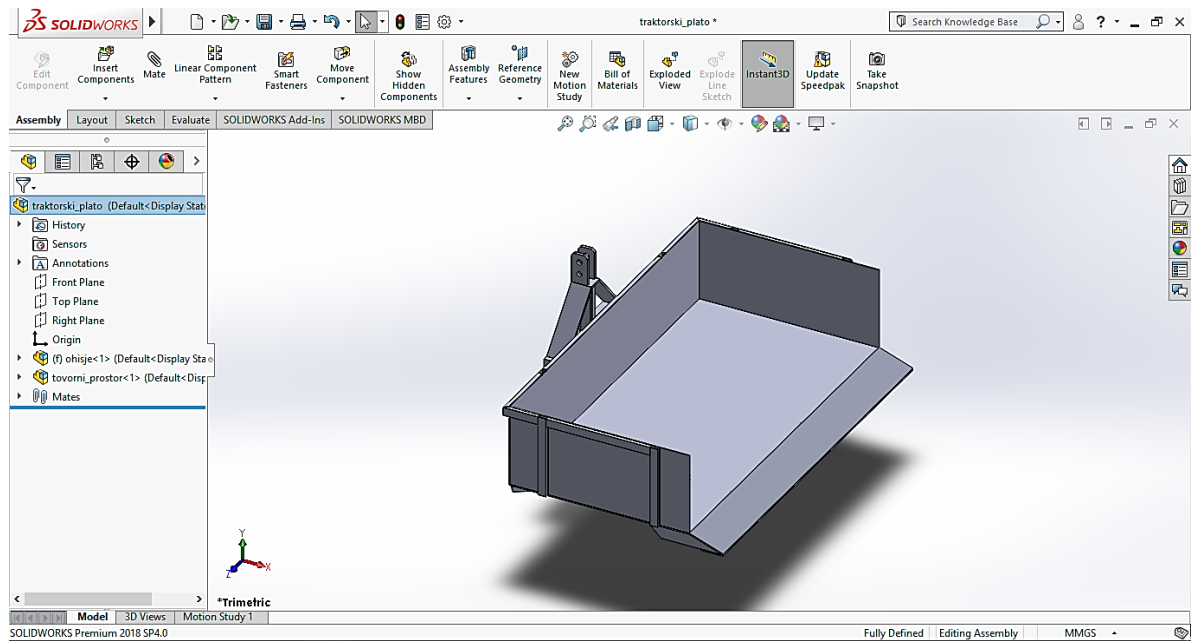 SOLIDWORKS
traktorski_plato *
Search Knowledge Base
?
Edit Component
Insert Components
Mate
Linear Component Pattern
Smart Fasteners
Move Component
Show Hidden Components
Assembly Features
Reference Geometry
New Motion Study
Bill of Materials
Exploded View
Explode Line Sketch
Instant3D
Update Speedpak
Take Snapshot
Assembly Layout Sketch Evaluate SOLIDWORKS Add-Ins SOLIDWORKS MBD
traktorski_plato (Default<Display Stat
History
Sensors
A Annotations
Front Plane
Top Plane
Right Plane
Origin
(f) ohisje<1> (Default<Display Sta
tovorni_prostor<1> (Default<Disp
Mates
Y
X
Z
*Trimetric
Model 3D Views Motion Study 1
SOLIDWORKS Premium 2018 SP4.0 Fully Defined Editing Assembly MMGS